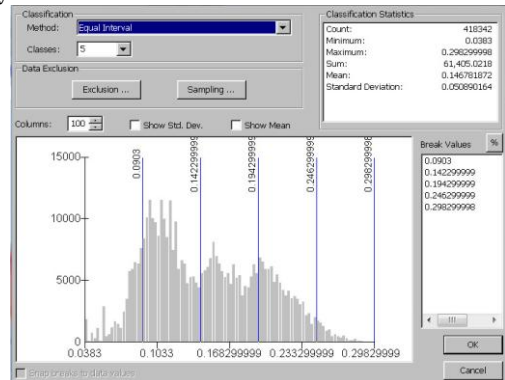 Classification
Method: Equal Interval
Classes: 5
Data Exclusion
Exclusion ...
Sampling ...
Classification Statistics
Count: 418342
Minimum: 0.0383
Maximum: 0.298299998
Sum: 61,405.0218
Mean: 0.146781872
Standard Deviation: 0.050890164
Columns: 100
Show Std. Dev.
Show Mean
Break Values
%
0.0903
0.142299999
0.194299999
0.246299999
0.298299998
15000
10000
5000
0
0.0903
0.142299999
0.194299999
0.246299999
0.298299998
0.0383
0.1033
0.168299999
0.233299999
0.298299999
Snap breaks to data values
OK
Cancel